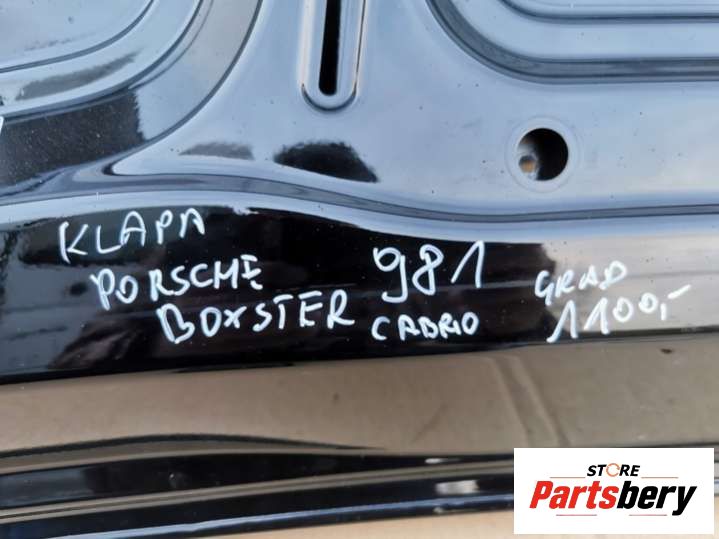 KLAPA
PORSCHE 981 GRAD
BOXSTER CABRIO 1100,-
STORE
Partsbery